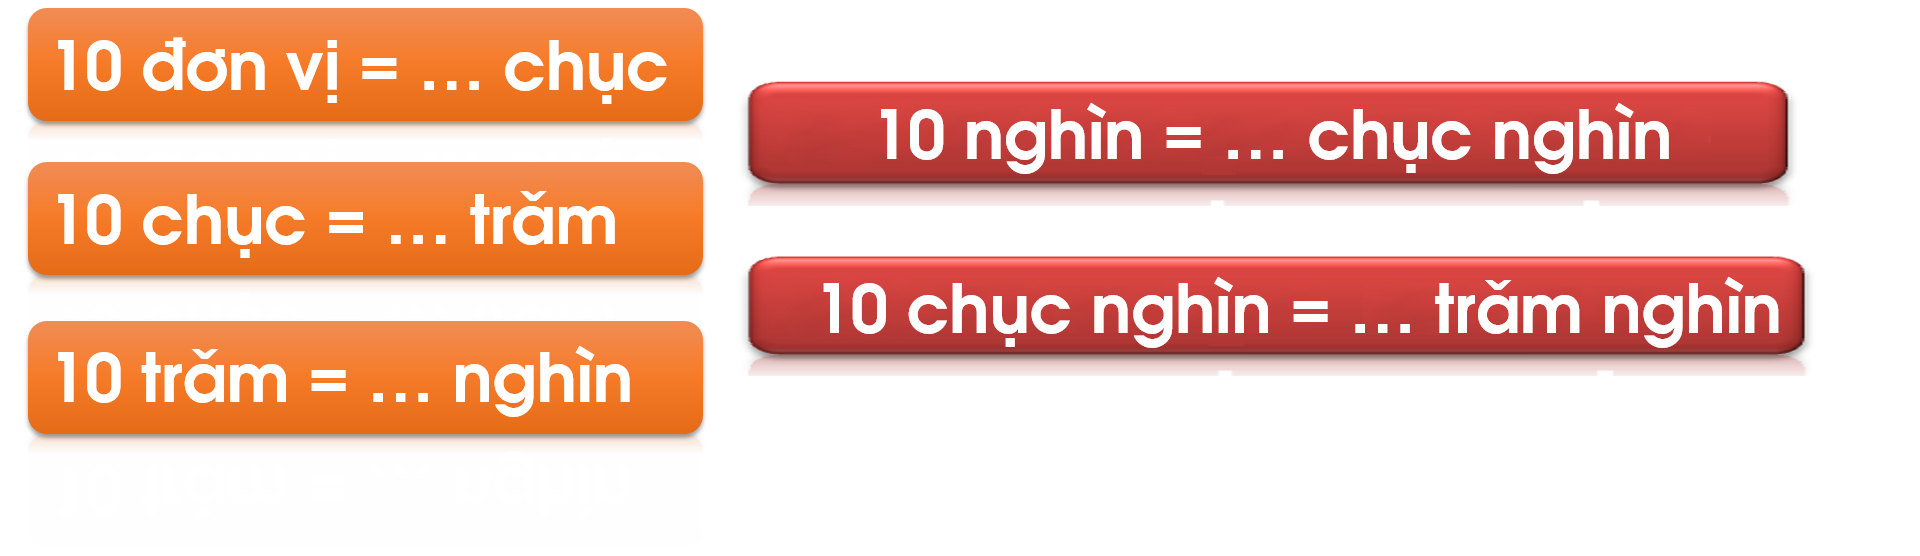 10 đơn vị = ... chục
10 chục = ... trăm
10 trăm = ... nghìn
10 nghìn = ... chục nghìn
10 chục nghìn = ... trăm nghìn